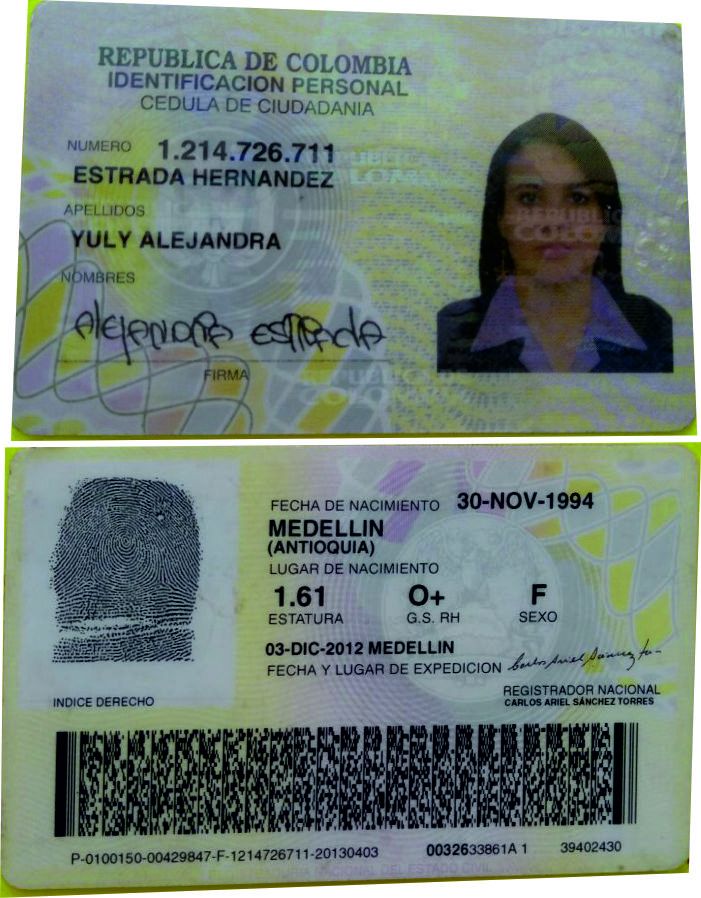 REPUBLICA DE COLOMBIA
IDENTIFICACION PERSONAL
CEDULA DE CIUDADANIA
NUMERO 1.214.726.711
ESTRADA HERNANDEZ
APELLIDOS
YULY ALEJANDRA
NOMBRES
AlEJANDRA ESTRAdA
FIRMA
FECHA DE NACIMIENTO 30-NOV-1994
MEDELLIN
(ANTIOQUIA)
LUGAR DE NACIMIENTO
1.61 O+ F
ESTATURA G.S. RH SEXO
03-DIC-2012 MEDELLIN
FECHA Y LUGAR DE EXPEDICION
REGISTRADOR NACIONAL
CARLOS ARIEL SÁNCHEZ TORRES
INDICE DERECHO
P-0100150-00429847-F-1214726711-20130403 0032633861A 1 39402430